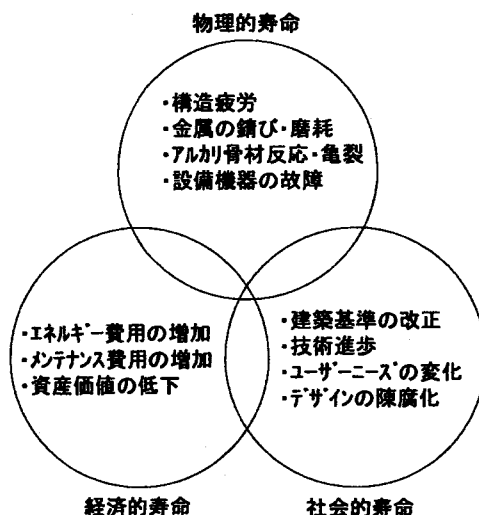 物理的寿命
・構造疲労
・金属の錆び・磨耗
・アルカリ骨材反応・亀裂
・設備機器の故障
・エネルギー費用の増加
・メンテナンス費用の増加
・資産価値の低下
・建築基準の改正
・技術進歩
・ユーザーニーズの変化
・デザインの陳腐化
経済的寿命
社会的寿命